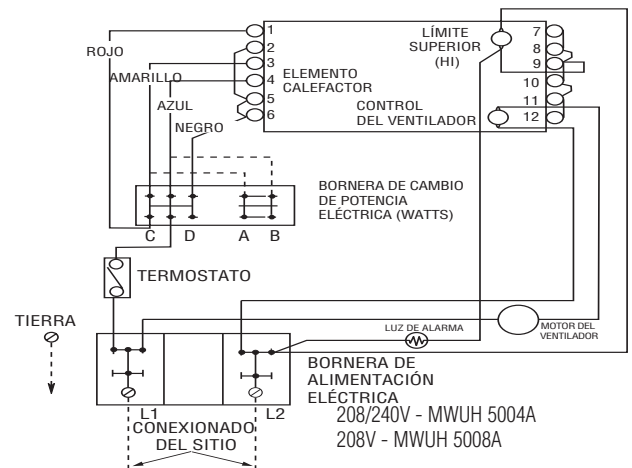 ROJO
AMARILLO
AZUL
NEGRO
1
2
3
4
5
6
ELEMENTO
CALEFACTOR
LÍMITE
SUPERIOR
(HI)
CONTROL
DEL VENTILADOR
7
8
9
10
11
12
BORNERA DE CAMBIO
DE POTENCIA
ELÉCTRICA (WATTS)
C D A B
TERMOSTATO
TIERRA
LUZ DE ALARMA
MOTOR DEL
VENTILADOR
L1 L2
CONEXIONADO
DEL SITIO
BORNERA DE
ALIMENTACIÓN
ELÉCTRICA
208/240V - MWUH 5004A
208V - MWUH 5008A